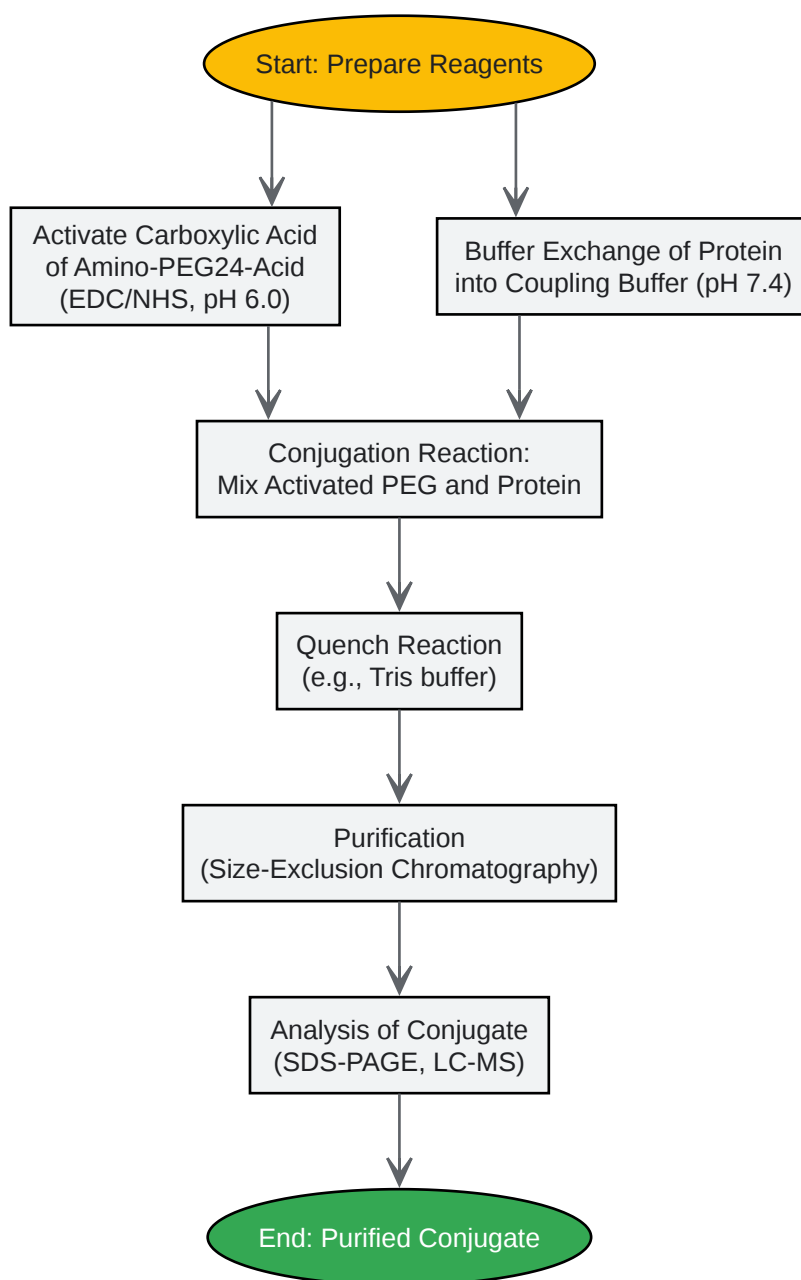 Start: Prepare Reagents
Activate Carboxylic Acid
of Amino-PEG24-Acid
(EDC/NHS, pH 6.0)
Buffer Exchange of Protein
into Coupling Buffer (pH 7.4)
Conjugation Reaction:
Mix Activated PEG and Protein
Quench Reaction
(e.g., Tris buffer)
Purification
(Size-Exclusion Chromatography)
Analysis of Conjugate
(SDS-PAGE, LC-MS)
End: Purified Conjugate